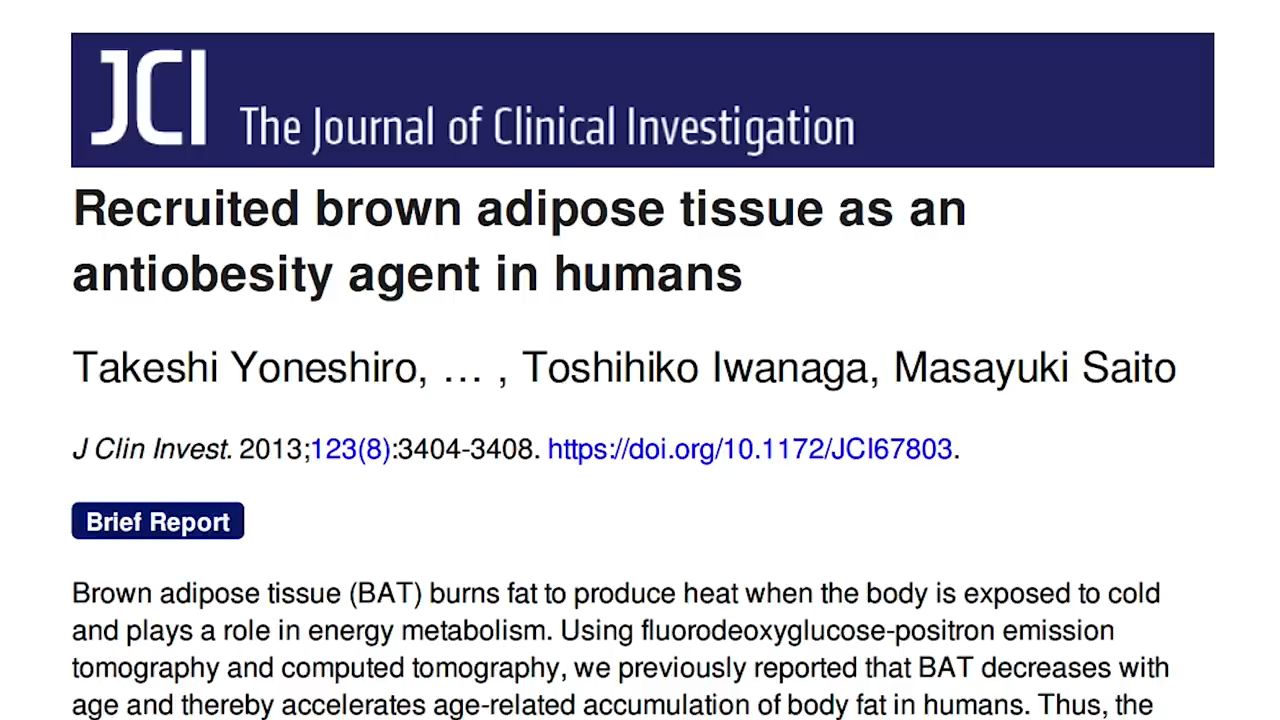 JCI The Journal of Clinical Investigation
Recruited brown adipose tissue as an
antiobesity agent in humans
Takeshi Yoneshiro, … , Toshihiko Iwanaga, Masayuki Saito
J Clin Invest. 2013;123(8):3404-3408. https://doi.org/10.1172/JCI67803.
Brief Report
Brown adipose tissue (BAT) burns fat to produce heat when the body is exposed to cold
and plays a role in energy metabolism. Using fluorodeoxyglucose-positron emission
tomography and computed tomography, we previously reported that BAT decreases with
age and thereby accelerates age-related accumulation of body fat in humans. Thus, the